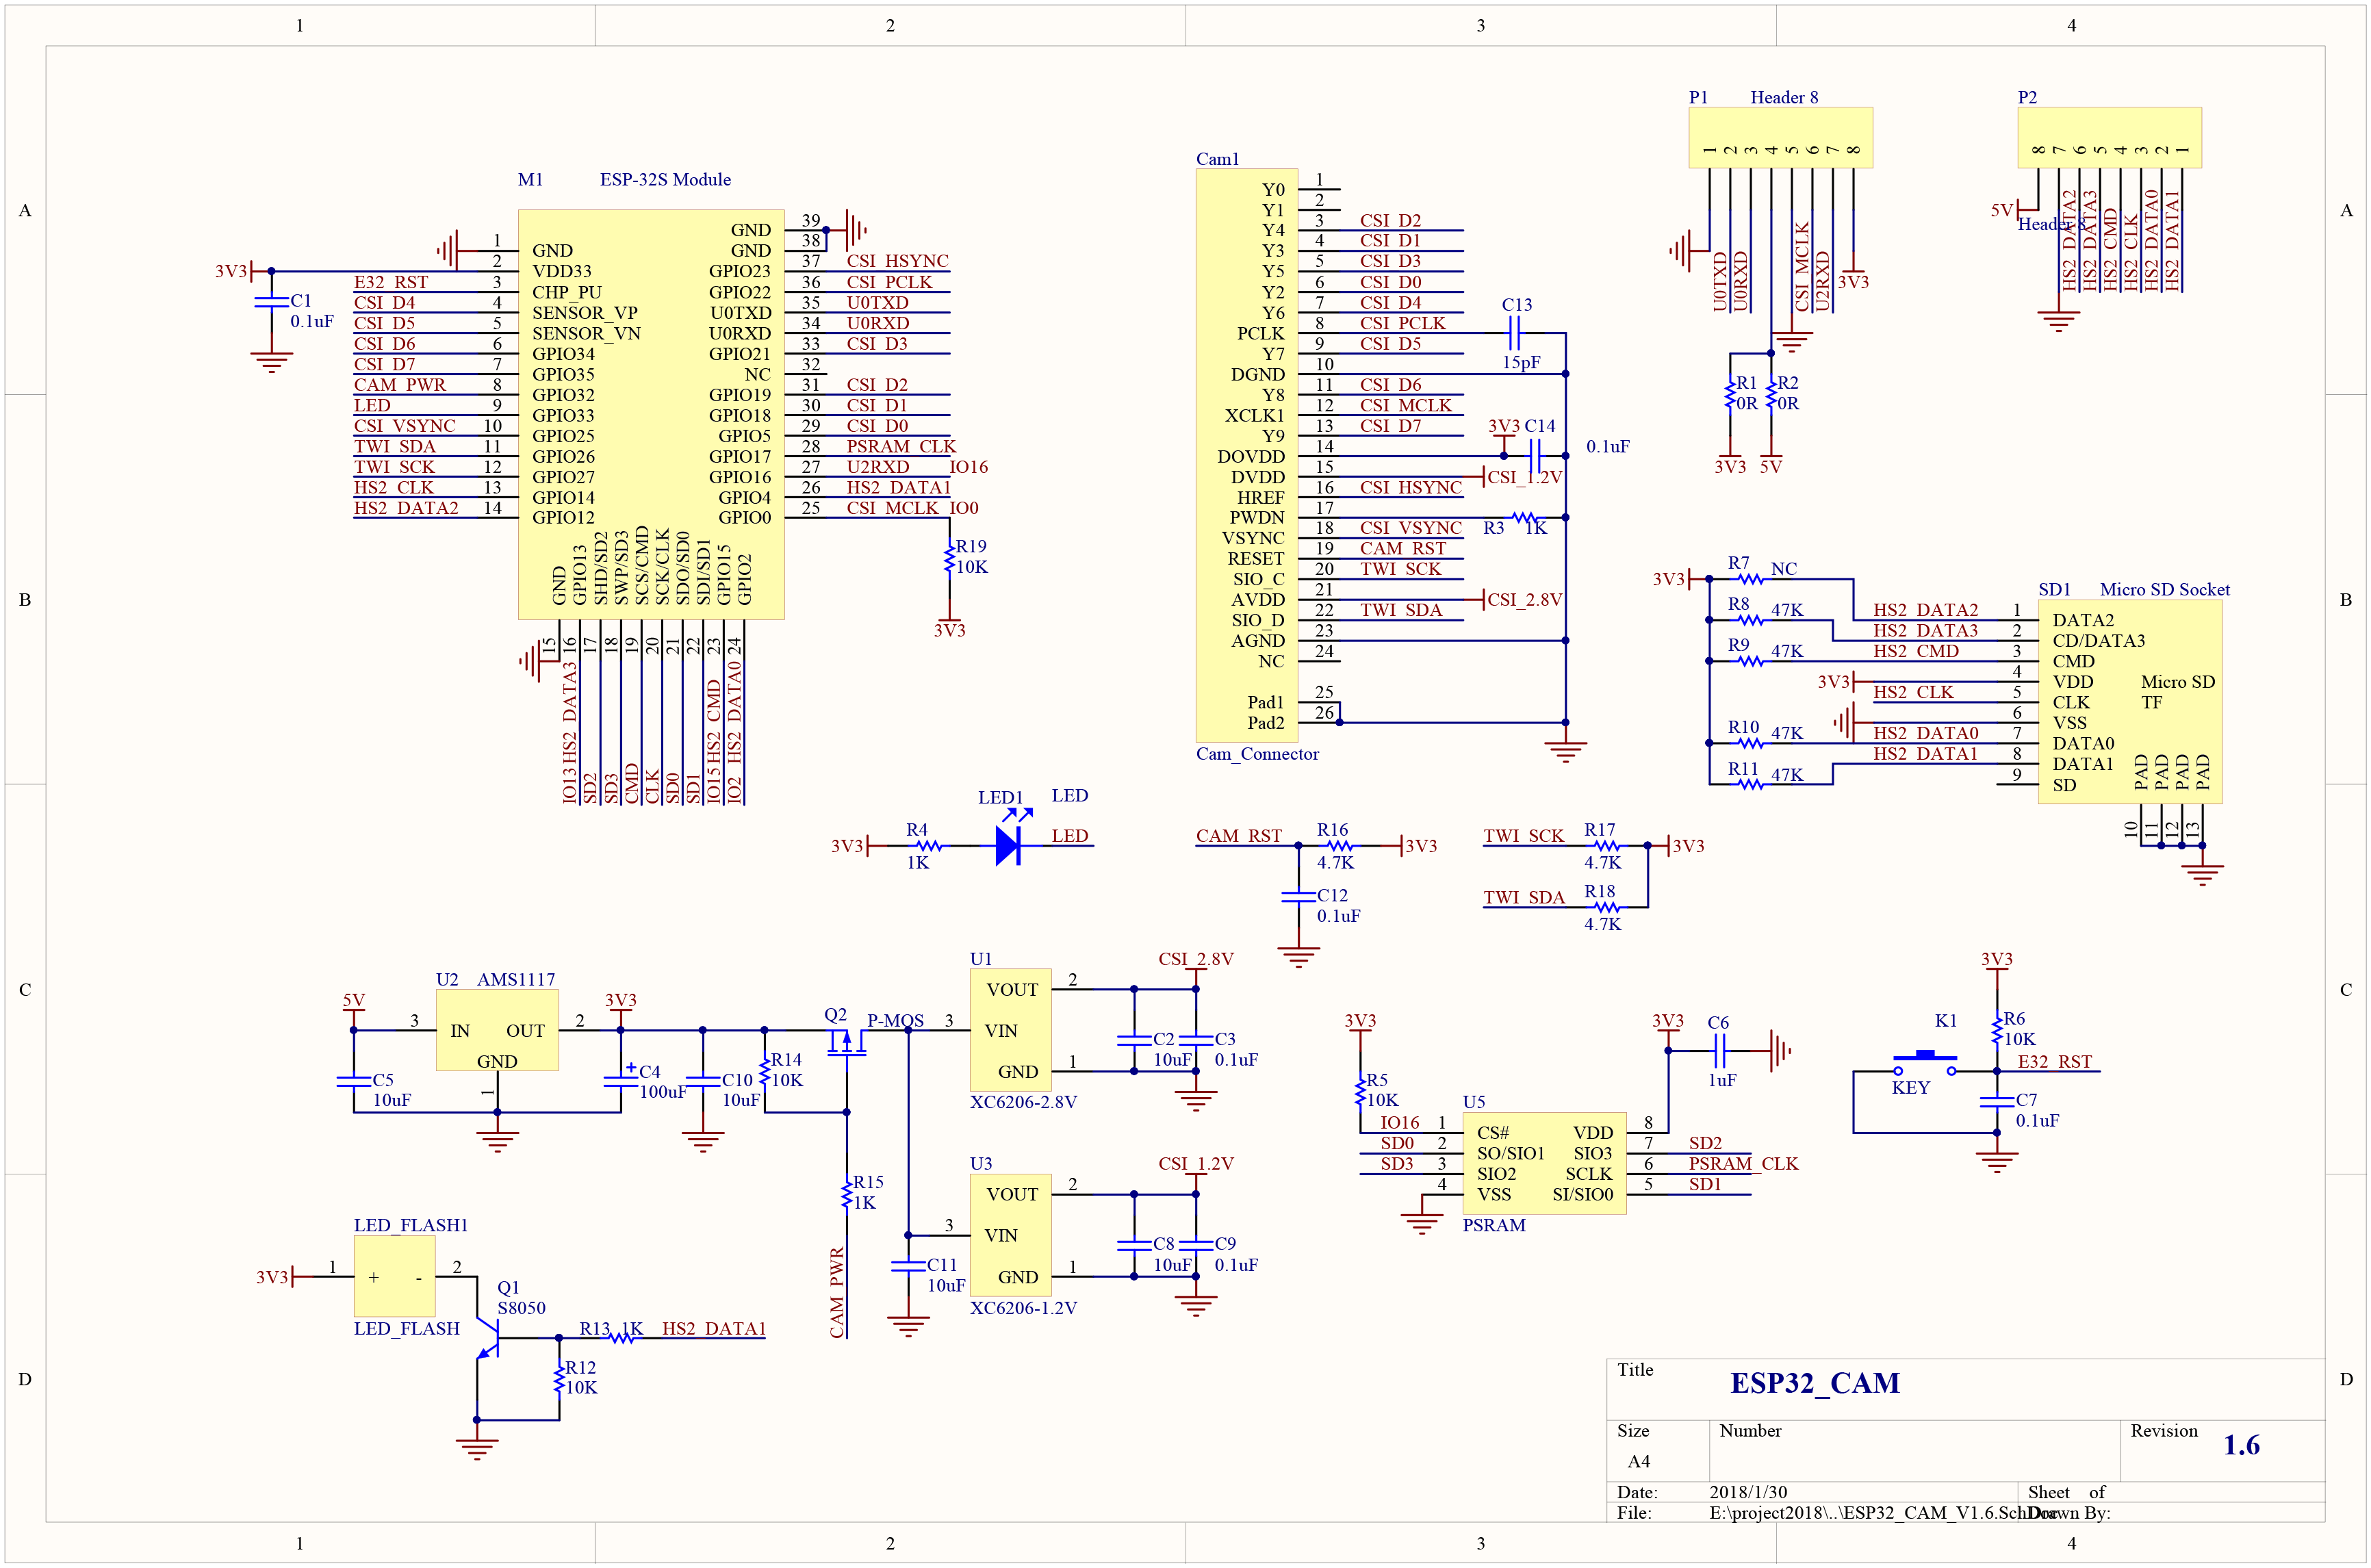 1 2 3 4
A
B
C
D
A
B
C
D
1 2 3 4
M1 ESP-32S Module
1 GND
2 VDD33
3 CHP_PU
4 SENSOR_VP
5 SENSOR_VN
6 GPIO34
7 GPIO35
8 GPIO32
9 GPIO33
10 GPIO25
11 GPIO26
12 GPIO27
13 GPIO14
14 GPIO12
3V3
E32_RST
CSI_D4
CSI_D5
CSI_D6
CSI_D7
CAM_PWR
LED
CSI_VSYNC
TWI_SDA
TWI_SCK
HS2_CLK
HS2_DATA2
C1
0.1uF
GND 39
GND 38
GPIO23 37 CSI_HSYNC
GPIO22 36 CSI_PCLK
U0TXD 35 U0TXD
U0RXD 34 U0RXD
GPIO21 33 CSI_D3
NC 32
GPIO19 31 CSI_D2
GPIO18 30 CSI_D1
GPIO5 29 CSI_D0
GPIO17 28 PSRAM_CLK
GPIO16 27 U2RXD IO16
GPIO4 26 HS2_DATA1
GPIO0 25 CSI_MCLK IO0
R19
10K
3V3
GND 15
GPIO13 16 IO13 HS2_DATA3
SHD/SD2 17 SD2
SWP/SD3 18 SD3
SCS/CMD 19 CMD
SCK/CLK 20 CLK
SDO/SD0 21 SD0
SDI/SD1 22 SD1
GPIO15 23 IO15 HS2_CMD
GPIO2 24 IO2 HS2_DATA0
Cam1
Y0 1
Y1 2
Y4 3 CSI_D2
Y3 4 CSI_D1
Y5 5 CSI_D3
Y2 6 CSI_D0
Y6 7 CSI_D4
PCLK 8 CSI_PCLK
Y7 9 CSI_D5
DGND 10
Y8 11 CSI_D6
XCLK1 12 CSI_MCLK
Y9 13 CSI_D7
DOVDD 14
DVDD 15 CSI_1.2V
HREF 16 CSI_HSYNC
PWDN 17
VSYNC 18 CSI_VSYNC
RESET 19 CAM_RST
SIO_C 20 TWI_SCK
AVDD 21 CSI_2.8V
SIO_D 22 TWI_SDA
AGND 23
NC 24
Pad1 25
Pad2 26
Cam_Connector
C13
15pF
3V3 C14
0.1uF
R3 1K
P1 Header 8
1 2 3 4 5 6 7 8
U0TXD
U0RXD
CSI_MCLK
U2RXD
3V3
R1
0R
R2
0R
3V3 5V
P2
8 7 6 5 4 3 2 1
5V
Header 8
HS2_DATA2
HS2_DATA3
HS2_CMD
HS2_CLK
HS2_DATA0
HS2_DATA1
3V3
R7 NC
R8 47K
R9 47K
R10 47K
R11 47K
SD1 Micro SD Socket
HS2_DATA2 1 DATA2
HS2_DATA3 2 CD/DATA3
HS2_CMD 3 CMD
3V3 4 VDD
HS2_CLK 5 CLK
6 VSS
HS2_DATA0 7 DATA0
HS2_DATA1 8 DATA1
9 SD
Micro SD
TF
PAD PAD PAD PAD
10 11 12 13
3V3 R4
1K
LED1 LED
LED
CAM_RST R16 3V3
4.7K
C12
0.1uF
TWI_SCK R17 3V3
4.7K
TWI_SDA R18
4.7K
U2 AMS1117
5V
3 IN OUT 2
GND
1
C5
10uF
3V3
+ C4
100uF
C10
10uF
R14
10K
Q2 P-MOS
R15
1K
CAM_PWR
U1
VOUT 2
3 VIN
GND 1
XC6206-2.8V
CSI_2.8V
C2
10uF
C3
0.1uF
U3
VOUT 2
3 VIN
GND 1
XC6206-1.2V
CSI_1.2V
C8
10uF
C9
0.1uF
C11
10uF
3V3
R5
10K
U5
IO16 1 CS#
SD0 2 SO/SIO1
SD3 3 SIO2
4 VSS
VDD 8
SIO3 7 SD2
SCLK 6 PSRAM_CLK
SI/SIO0 5 SD1
PSRAM
3V3 C6
1uF
3V3
R6
10K
K1
KEY
E32_RST
C7
0.1uF
LED_FLASH1
3V3 1 + - 2
LED_FLASH
Q1
S8050
R13 1K HS2_DATA1
R12
10K
Title
ESP32_CAM
Size
A4
Number
Revision
1.6
Date: 2018/1/30 Sheet of
File: E:\project2018\..\ESP32_CAM_V1.6.SchDoc Drawn By: